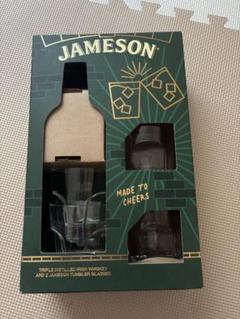 JAMESON
MADE TO
CHEERS
TRIPLE DISTILLED IRISH WHISKEY
AND 2 JAMESON TUMBLER GLASSES